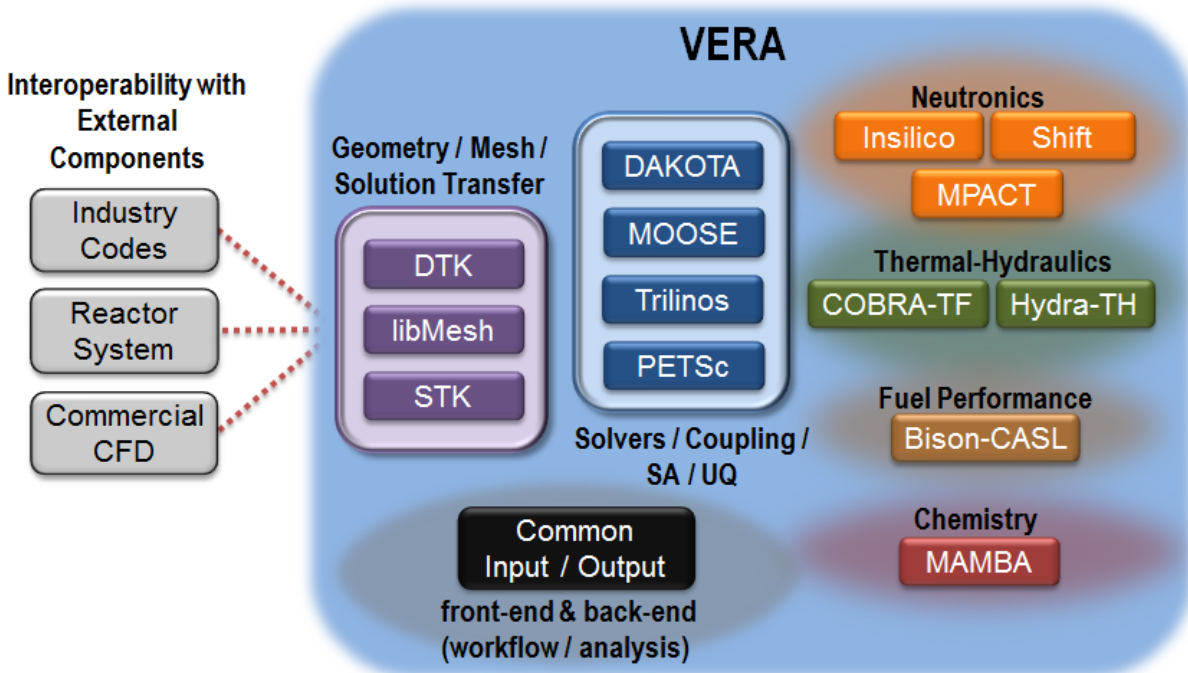 VERA
Interoperability with
External
Components
Industry
Codes
Reactor
System
Commercial
CFD
Geometry / Mesh /
Solution Transfer
DTK
libMesh
STK
DAKOTA
MOOSE
Trilinos
PETSc
Solvers / Coupling /
SA / UQ
Common
Input / Output
front-end & back-end
(workflow / analysis)
Neutronics
Insilico
Shift
MPACT
Thermal-Hydraulics
COBRA-TF
Hydra-TH
Fuel Performance
Bison-CASL
Chemistry
MAMBA